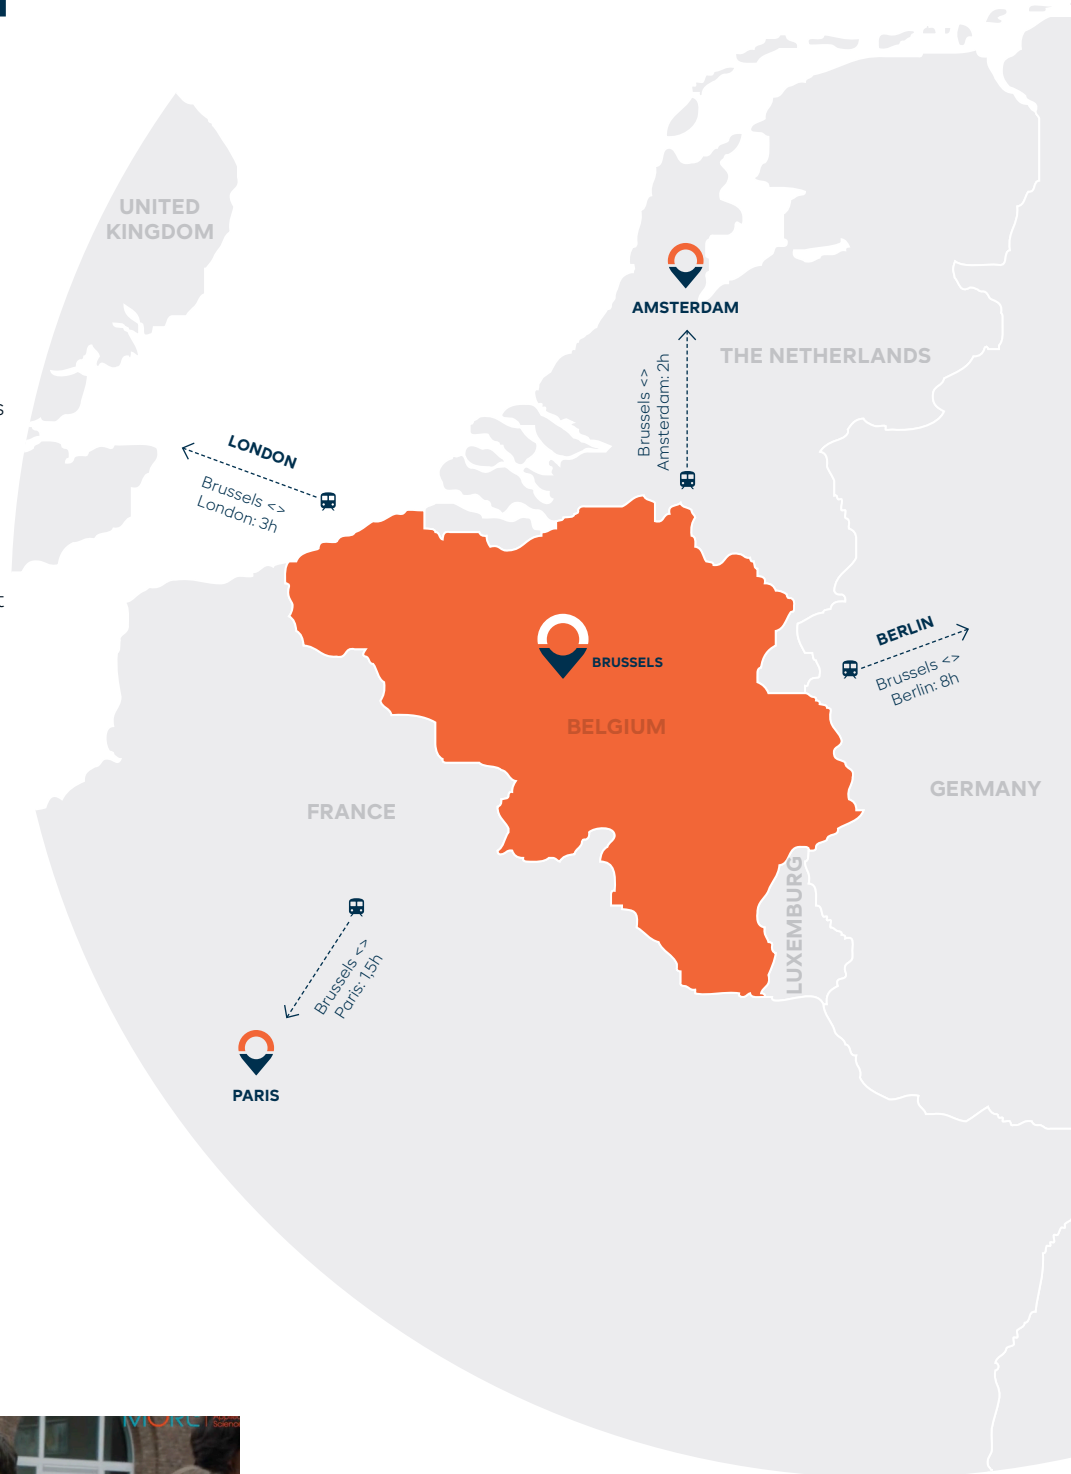 UNITED
KINGDOM
AMSTERDAM
THE NETHERLANDS
Brussels <>
Amsterdam: 2h
LONDON
Brussels <>
London: 3h
BERLIN
Brussels <>
Berlin: 8h
BRUSSELS
BELGIUM
GERMANY
FRANCE
LUXEMBURG
Brussels <>
Paris: 1,5h
PARIS